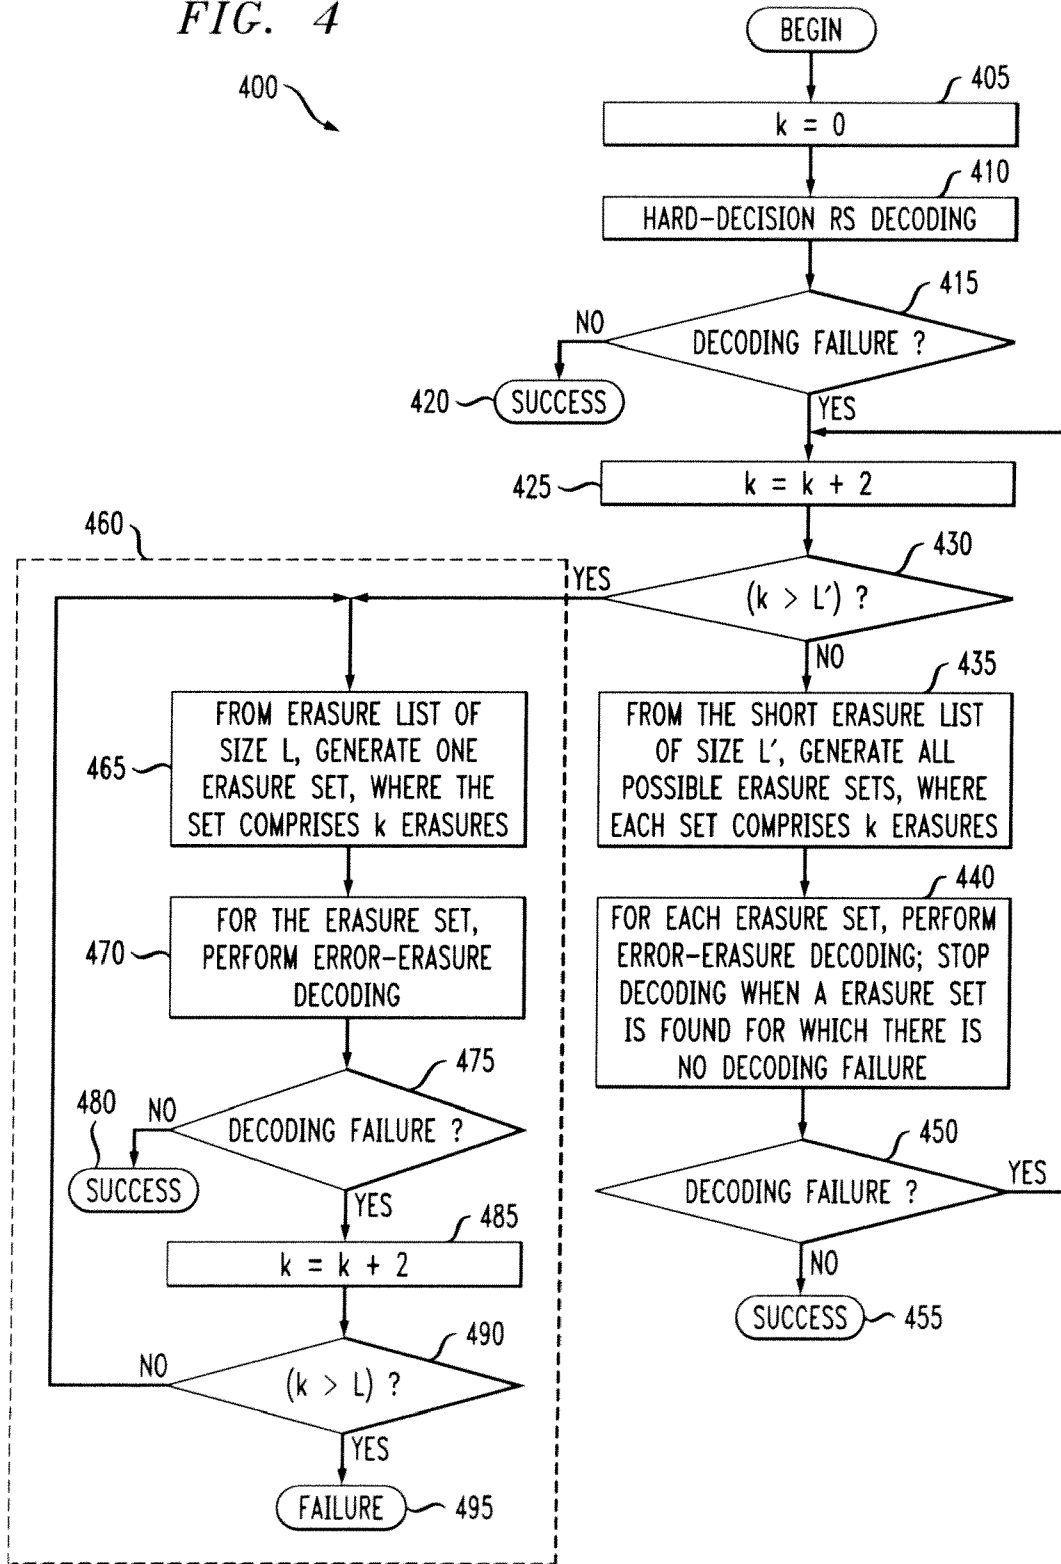 FIG. 4
400
BEGIN
405
k = 0
410
HARD-DECISION RS DECODING
415
DECODING FAILURE ?
NO
420
SUCCESS
YES
425
k = k + 2
430
(k > L′) ?
YES
NO
435
FROM THE SHORT ERASURE LIST
OF SIZE L′, GENERATE ALL
POSSIBLE ERASURE SETS, WHERE
EACH SET COMPRISES k ERASURES
440
FOR EACH ERASURE SET, PERFORM
ERROR-ERASURE DECODING; STOP
DECODING WHEN A ERASURE SET
IS FOUND FOR WHICH THERE IS
NO DECODING FAILURE
450
DECODING FAILURE ?
YES
NO
SUCCESS
455
460
465
FROM ERASURE LIST OF
SIZE L, GENERATE ONE
ERASURE SET, WHERE THE
SET COMPRISES k ERASURES
470
FOR THE ERASURE SET,
PERFORM ERROR-ERASURE
DECODING
475
DECODING FAILURE ?
480
NO
SUCCESS
YES
485
k = k + 2
490
(k > L) ?
NO
YES
FAILURE
495